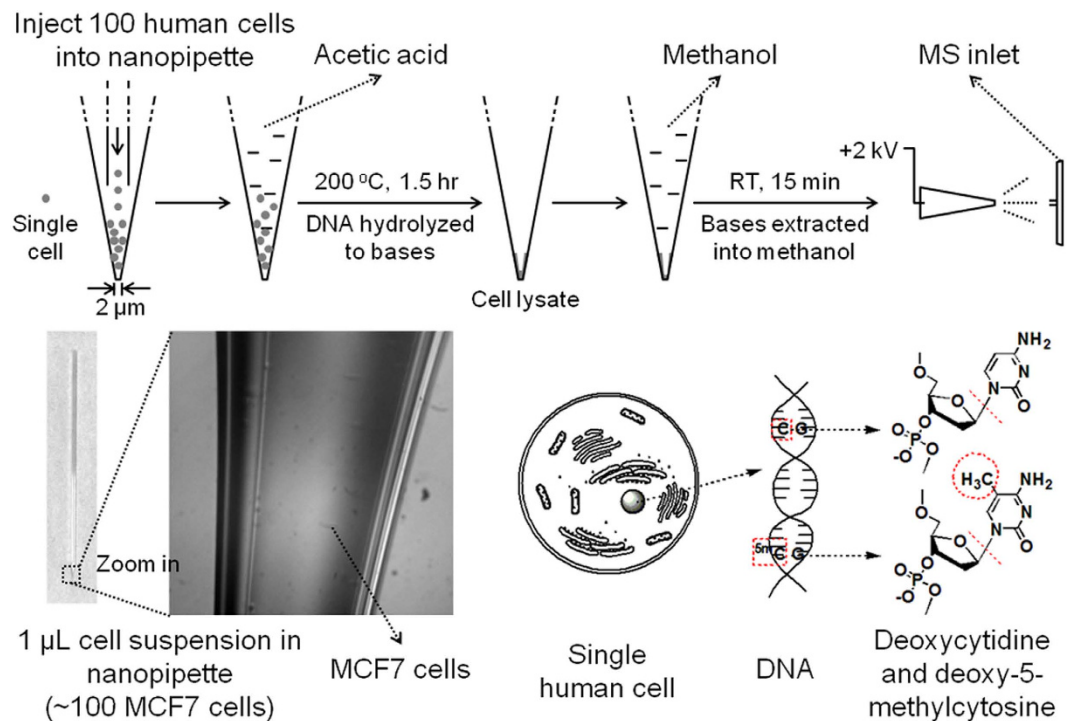 Inject 100 human cells
into nanopipette
Acetic acid
Methanol
MS inlet
+2 kV
Single
cell
200 °C, 1.5 hr
DNA hydrolyzed
to bases
RT, 15 min
Bases extracted
into methanol
2 µm
Cell lysate
Zoom in
1 µL cell suspension in
nanopipette
(~100 MCF7 cells)
MCF7 cells
Single
human cell
C G
5m
C G
DNA
NH₂
N
N
O
O
O
O
O
P
-O
O
H₃C
NH₂
N
N
O
O
O
O
O
P
-O
O
Deoxycytidine
and deoxy-5-
methylcytosine